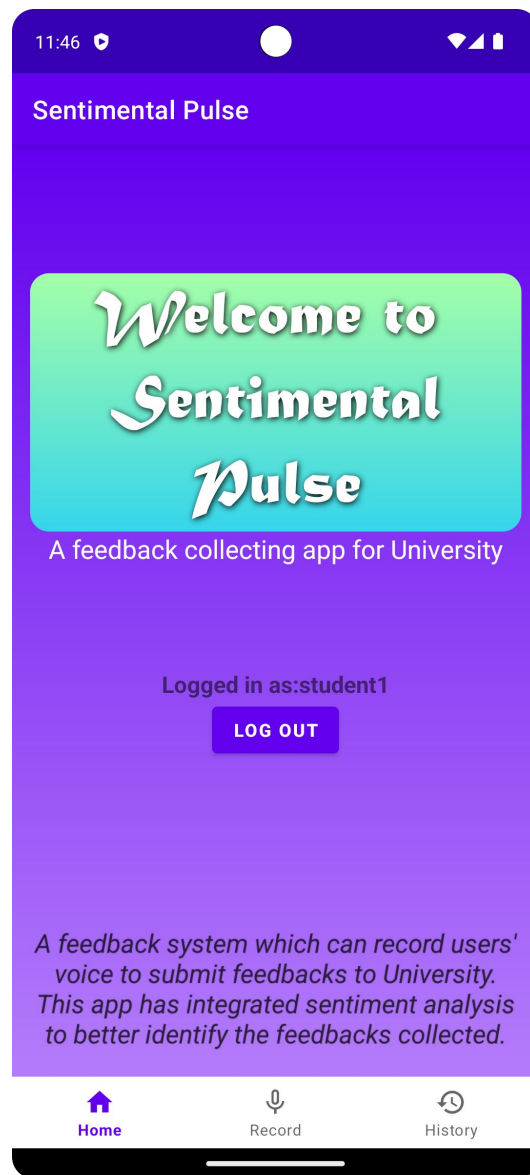 11:46
Sentimental Pulse
Welcome to
Sentimental
Pulse
A feedback collecting app for University
Logged in as:student1
LOG OUT
A feedback system which can record users'
voice to submit feedbacks to University.
This app has integrated sentiment analysis
to better identify the feedbacks collected.
Home Record History